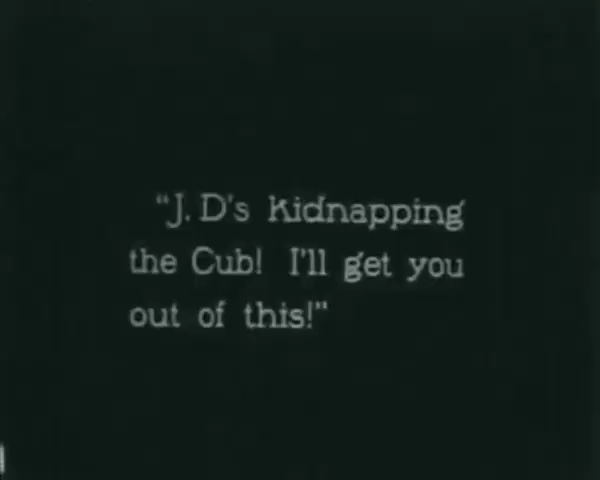 "J. D's kidnapping
the Cub! I'll get you
out of this!"